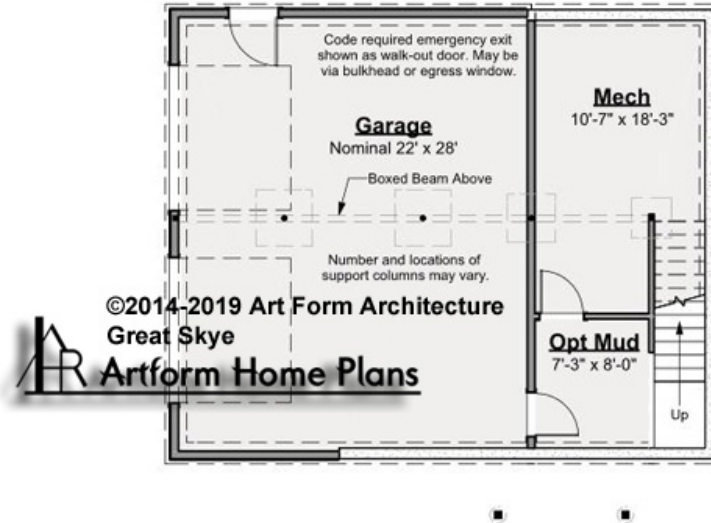 Code required emergency exit
shown as walk-out door. May be
via bulkhead or egress window.
Mech
10'-7" x 18'-3"
Garage
Nominal 22' x 28'
Boxed Beam Above
Number and locations of
support columns may vary.
©2014-2019 Art Form Architecture
Great Skye
AR Artform Home Plans
Opt Mud
7'-3" x 8'-0"
Up